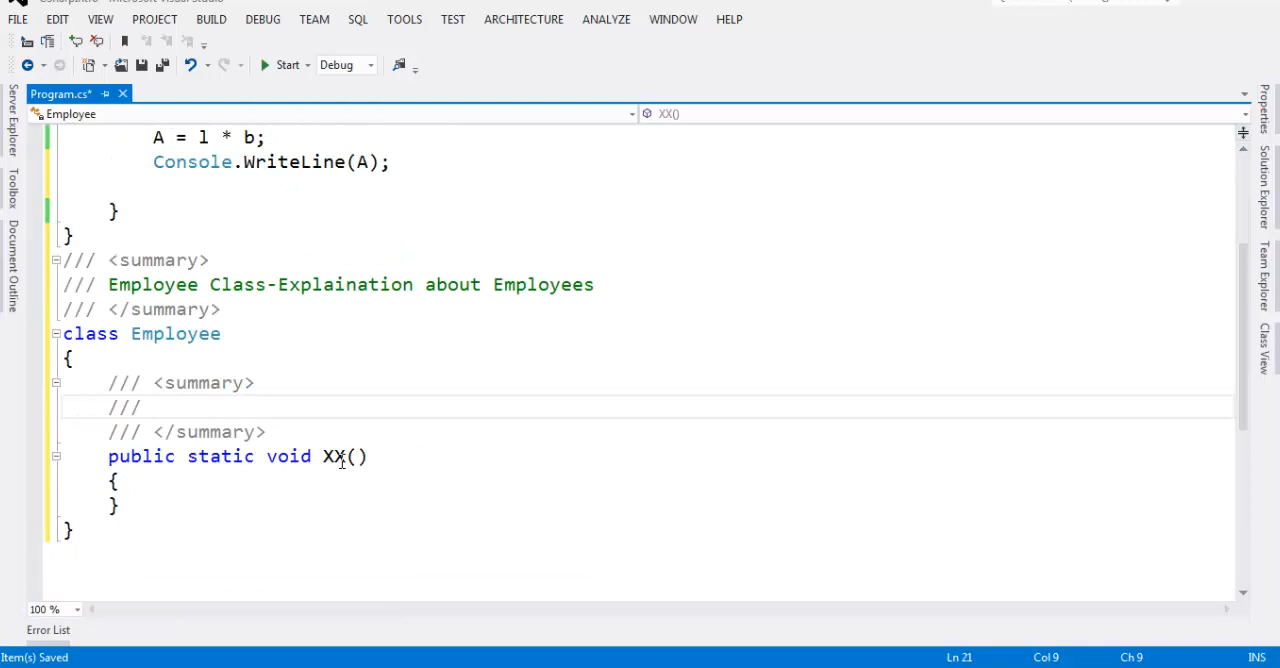 FILE EDIT VIEW PROJECT BUILD DEBUG TEAM SQL TOOLS TEST ARCHITECTURE ANALYZE WINDOW HELP
Start Debug
Program.cs*
Employee XX()
Server Explorer
Toolbox
Document Outline
A = l * b;
Console.WriteLine(A);
}
}
/// <summary>
/// Employee Class-Explaination about Employees
/// </summary>
class Employee
{
/// <summary>
///
/// </summary>
public static void XX()
{
}
}
Properties
Solution Explorer
Team Explorer
Class View
100 %
Error List
Item(s) Saved Ln 21 Col 9 Ch 9 INS